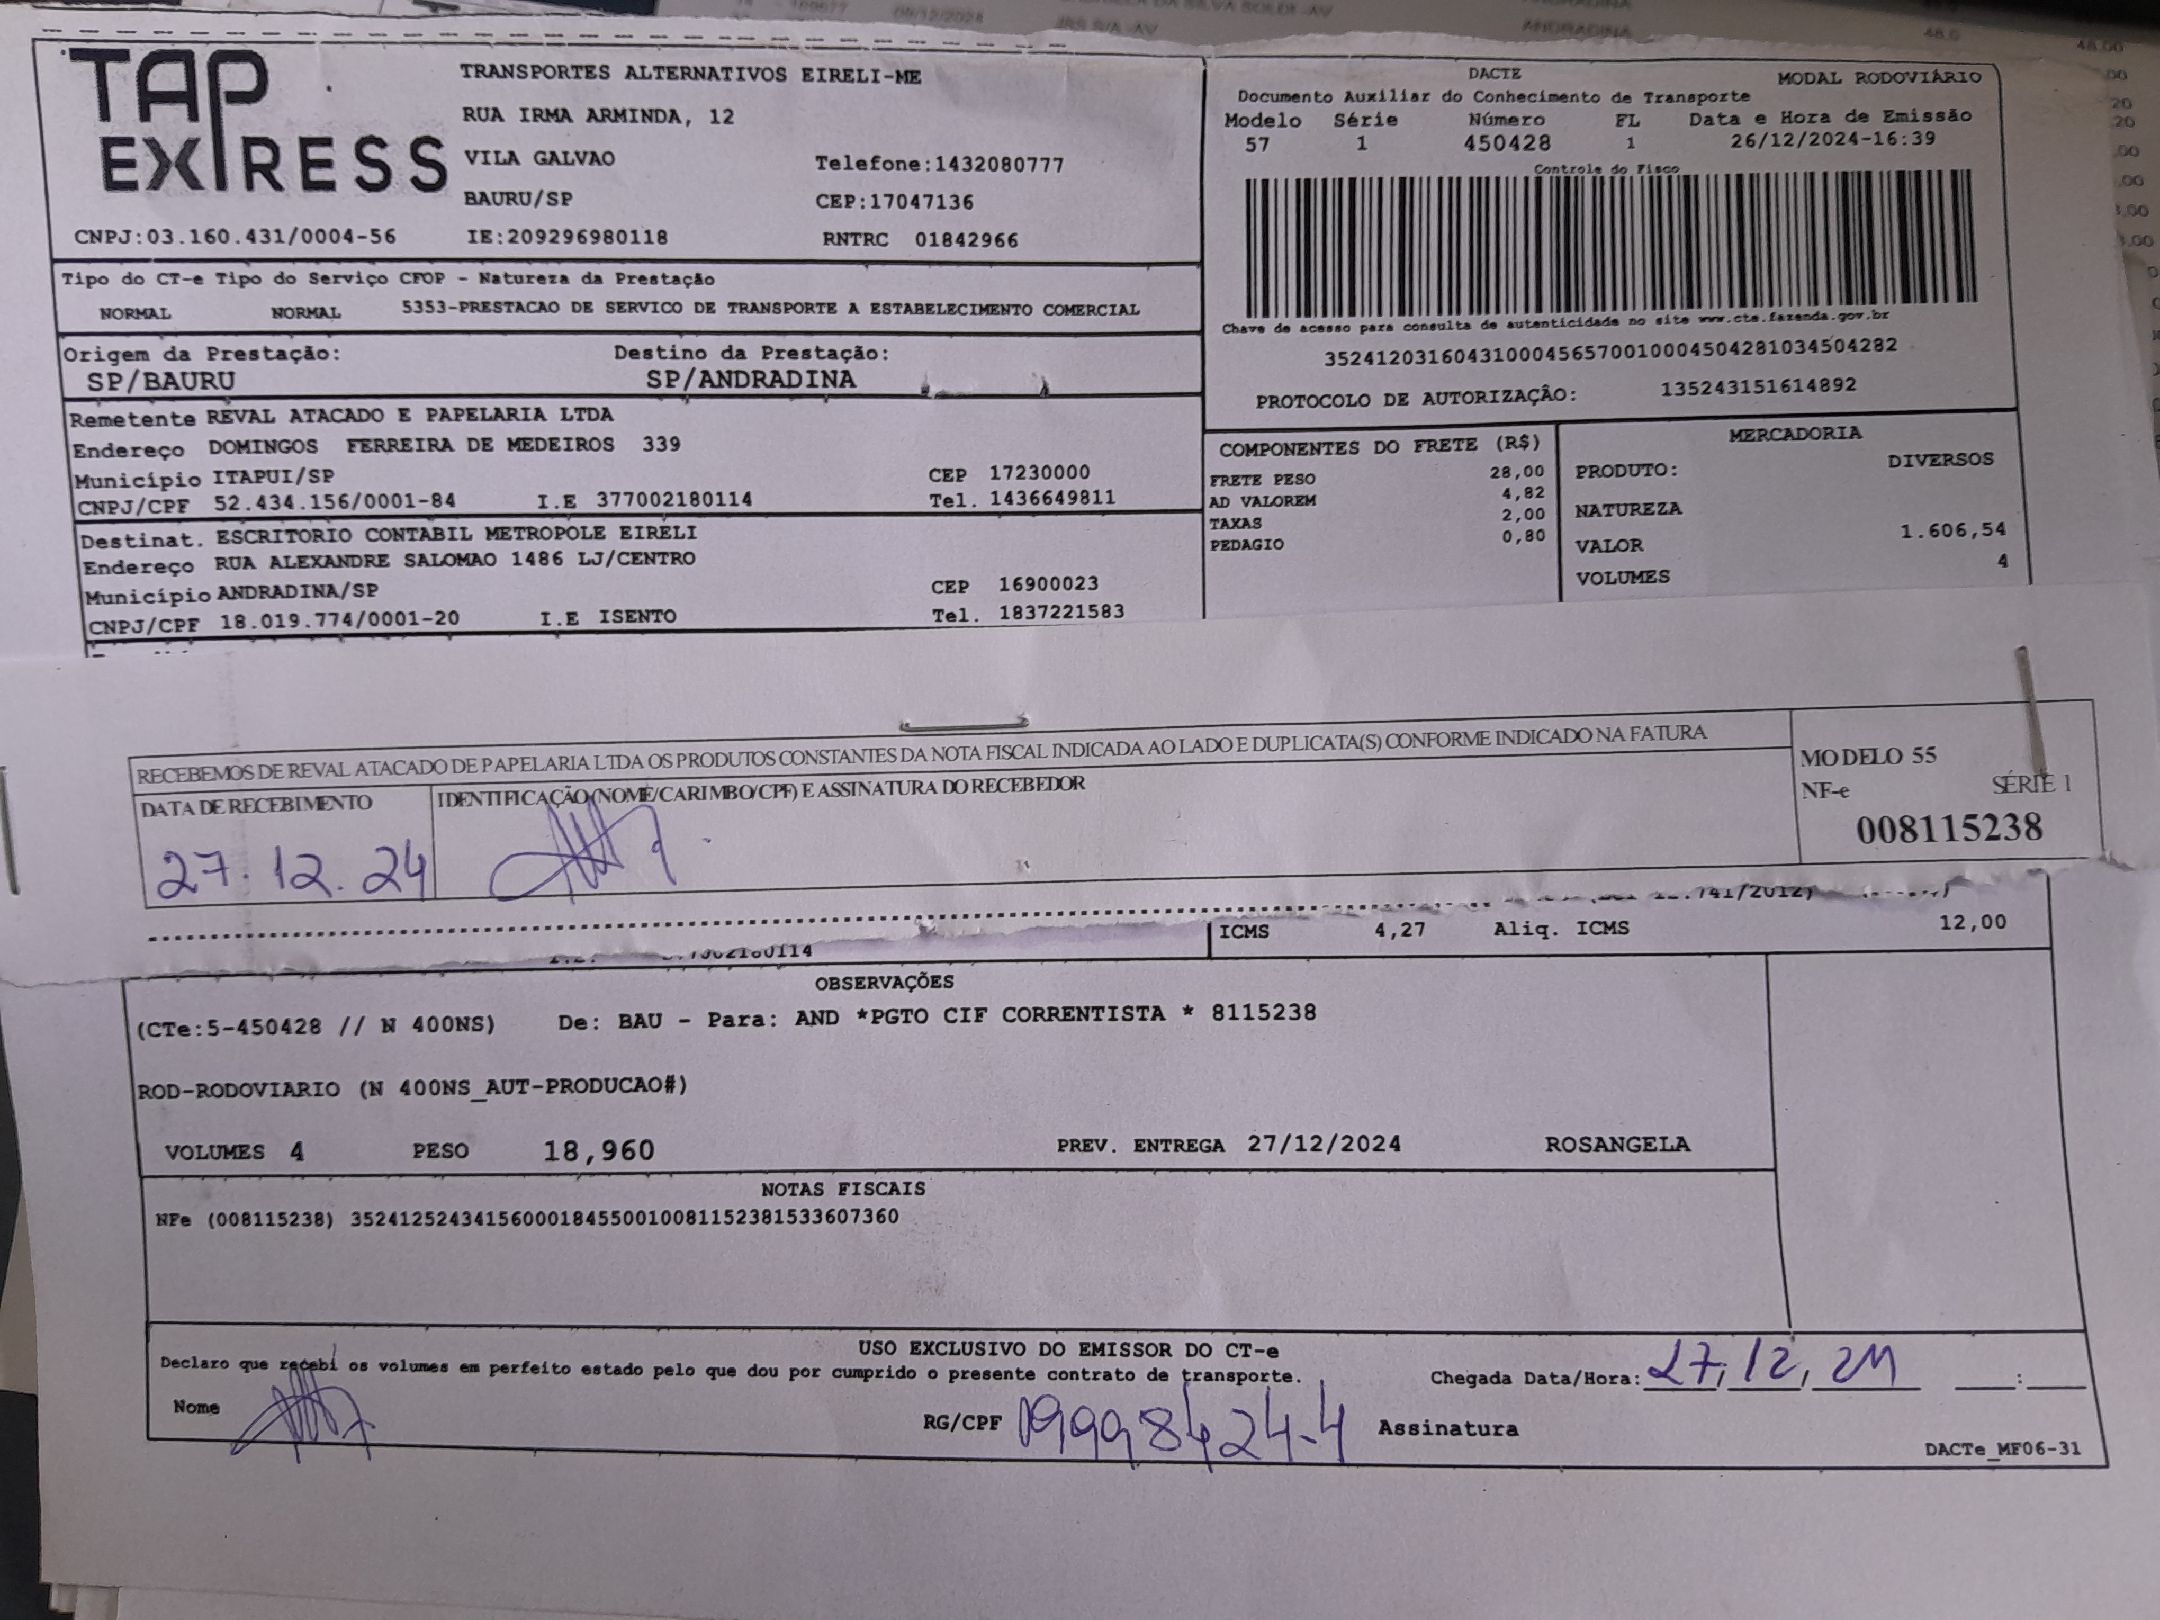 TAP EXPRESS
TRANSPORTES ALTERNATIVOS EIRELI-ME
RUA IRMA ARMINDA, 12
VILA GALVAO Telefone:1432080777
BAURU/SP CEP:17047136
CNPJ:03.160.431/0004-56 IE:209296980118 RNTRC 01842966
DACTE MODAL RODOVIÁRIO
Documento Auxiliar do Conhecimento de Transporte
Modelo Série Número FL Data e Hora de Emissão
57 1 450428 1 26/12/2024-16:39
Controle do Fisco
Chave de acesso para consulta de autenticidade no site www.cte.fazenda.gov.br
35241203160431000456570010004504281034504282
PROTOCOLO DE AUTORIZAÇÃO: 135243151614892
Tipo do CT-e Tipo do Serviço CFOP - Natureza da Prestação
NORMAL NORMAL 5353-PRESTACAO DE SERVICO DE TRANSPORTE A ESTABELECIMENTO COMERCIAL
Origem da Prestação: Destino da Prestação:
SP/BAURU SP/ANDRADINA
Remetente REVAL ATACADO E PAPELARIA LTDA
Endereço DOMINGOS FERREIRA DE MEDEIROS 339
Município ITAPUI/SP CEP 17230000
CNPJ/CPF 52.434.156/0001-84 I.E 377002180114 Tel. 1436649811
Destinat. ESCRITORIO CONTABIL METROPOLE EIRELI
Endereço RUA ALEXANDRE SALOMAO 1486 LJ/CENTRO
Município ANDRADINA/SP CEP 16900023
CNPJ/CPF 18.019.774/0001-20 I.E ISENTO Tel. 1837221583
COMPONENTES DO FRETE (R$)
FRETE PESO 28,00
AD VALOREM 4,82
TAXAS 2,00
PEDAGIO 0,80
MERCADORIA
PRODUTO: DIVERSOS
NATUREZA
VALOR 1.606,54
VOLUMES 4
RECEBEMOS DE REVAL ATACADO DE PAPELARIA LTDA OS PRODUTOS CONSTANTES DA NOTA FISCAL INDICADA AO LADO E DUPLICATA(S) CONFORME INDICADO NA FATURA
DATA DE RECEBIMENTO IDENTIFICAÇÃO (NOME/CARIMBO/CPF) E ASSINATURA DO RECEBEDOR
27.12.24
MODELO 55
NF-e SÉRIE 1
008115238
ICMS 4,27 Aliq. ICMS 12,00
OBSERVAÇÕES
(CTe:5-450428 // N 400NS) De: BAU - Para: AND *PGTO CIF CORRENTISTA * 8115238
ROD-RODOVIARIO (N 400NS_AUT-PRODUCAO#)
VOLUMES 4 PESO 18,960 PREV. ENTREGA 27/12/2024 ROSANGELA
NOTAS FISCAIS
NFe (008115238) 35241252434156000184550010081152381533607360
USO EXCLUSIVO DO EMISSOR DO CT-e
Declaro que recebi os volumes em perfeito estado pelo que dou por cumprido o presente contrato de transporte.
Chegada Data/Hora: 27,12,24 :
Nome RG/CPF Assinatura
DACTe_MF06-31